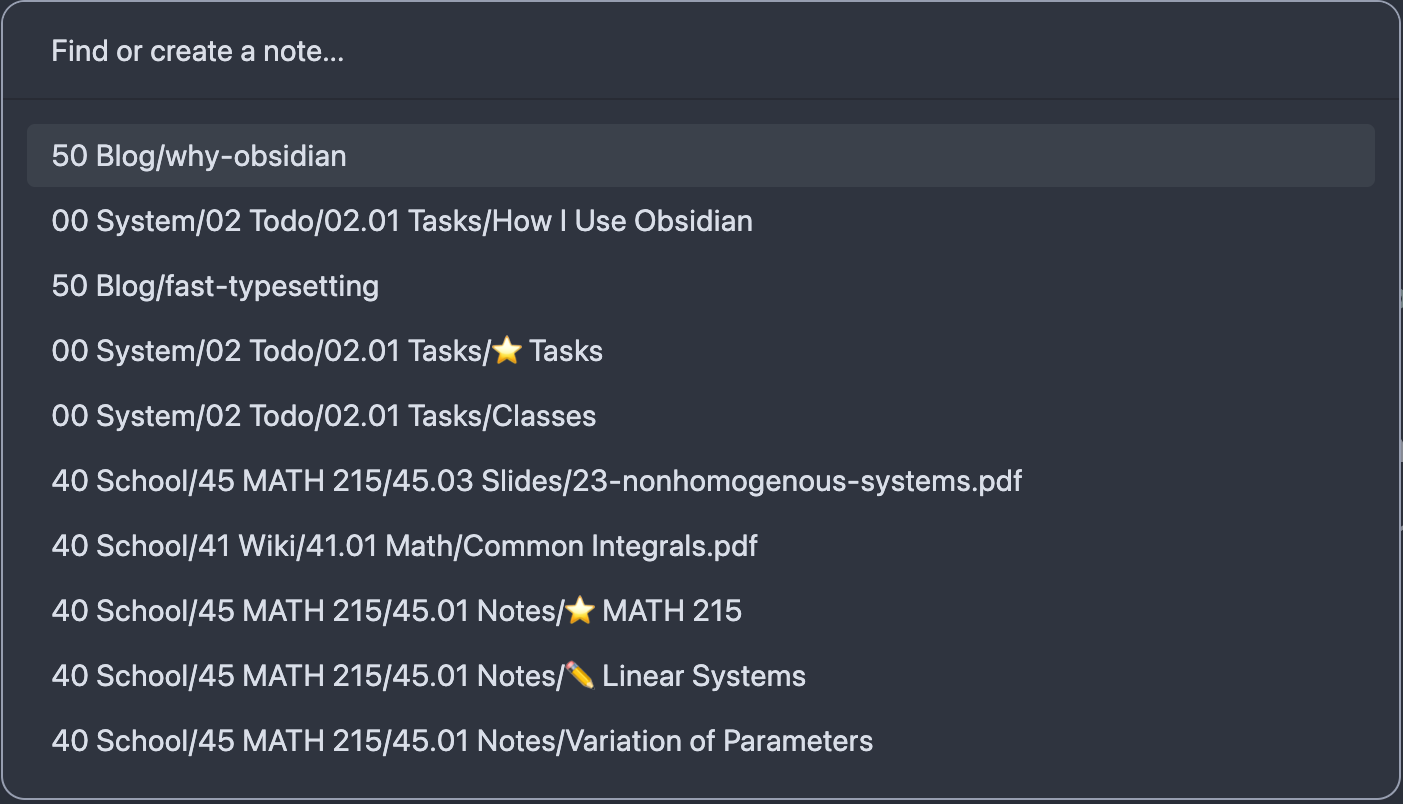 Find or create a note...
50 Blog/why-obsidian
00 System/02 Todo/02.01 Tasks/How I Use Obsidian
50 Blog/fast-typesetting
00 System/02 Todo/02.01 Tasks/⭐ Tasks
00 System/02 Todo/02.01 Tasks/Classes
40 School/45 MATH 215/45.03 Slides/23-nonhomogenous-systems.pdf
40 School/41 Wiki/41.01 Math/Common Integrals.pdf
40 School/45 MATH 215/45.01 Notes/⭐ MATH 215
40 School/45 MATH 215/45.01 Notes/✏️ Linear Systems
40 School/45 MATH 215/45.01 Notes/Variation of Parameters